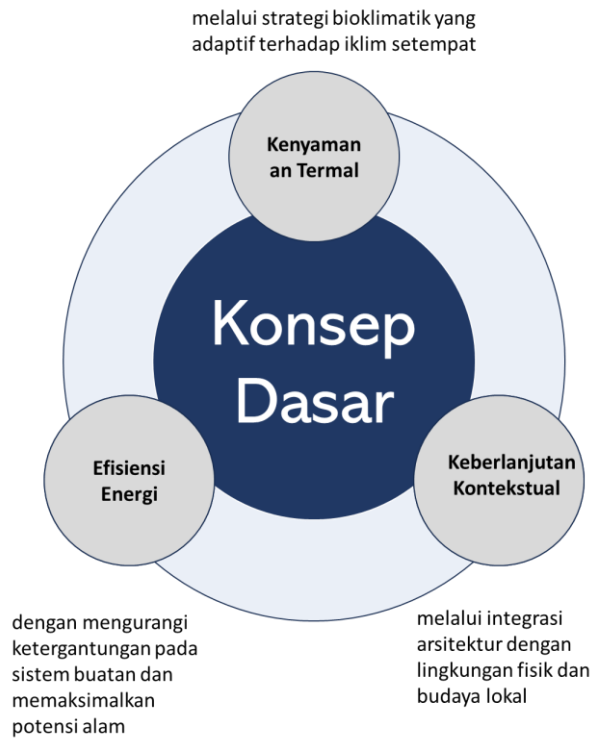 melalui strategi bioklimatik yang
adaptif terhadap iklim setempat
Kenyaman
an Termal
Konsep
Dasar
Efisiensi
Energi
Keberlanjutan
Kontekstual
dengan mengurangi
ketergantungan pada
sistem buatan dan
memaksimalkan
potensi alam
melalui integrasi
arsitektur dengan
lingkungan fisik dan
budaya lokal